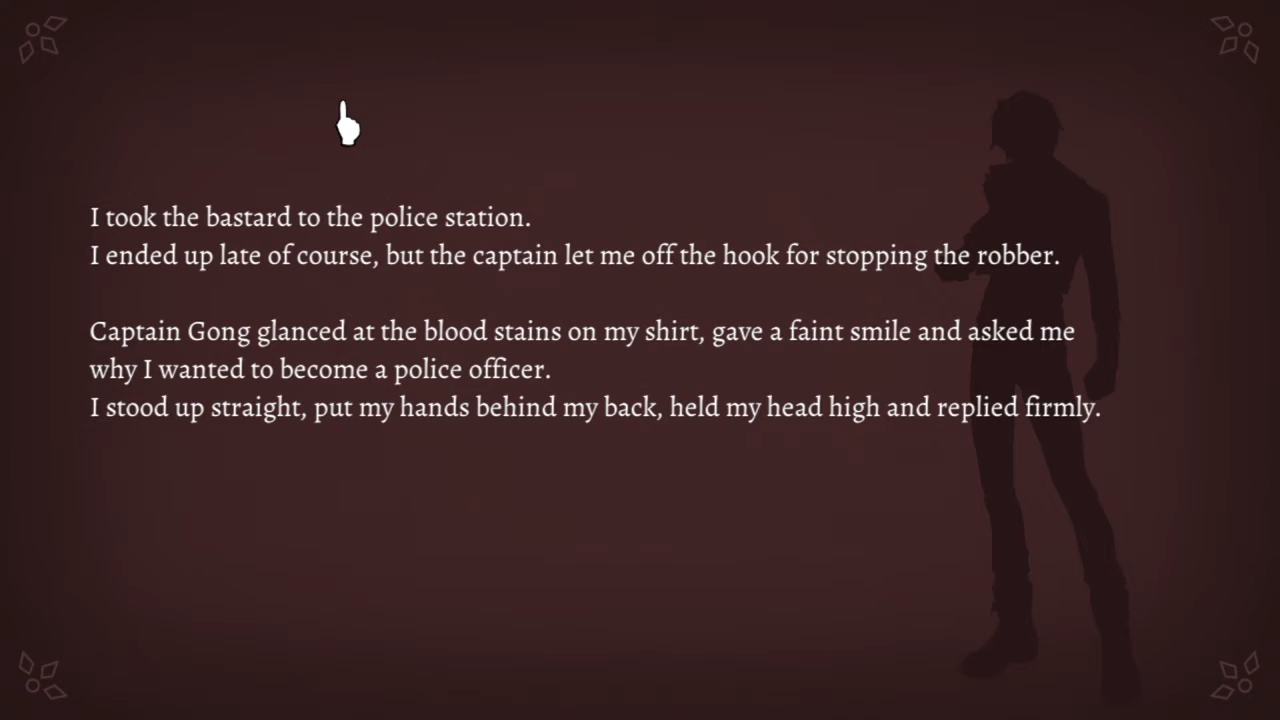 I took the bastard to the police station.
I ended up late of course, but the captain let me off the hook for stopping the robber.
Captain Gong glanced at the blood stains on my shirt, gave a faint smile and asked me
why I wanted to become a police officer.
I stood up straight, put my hands behind my back, held my head high and replied firmly.